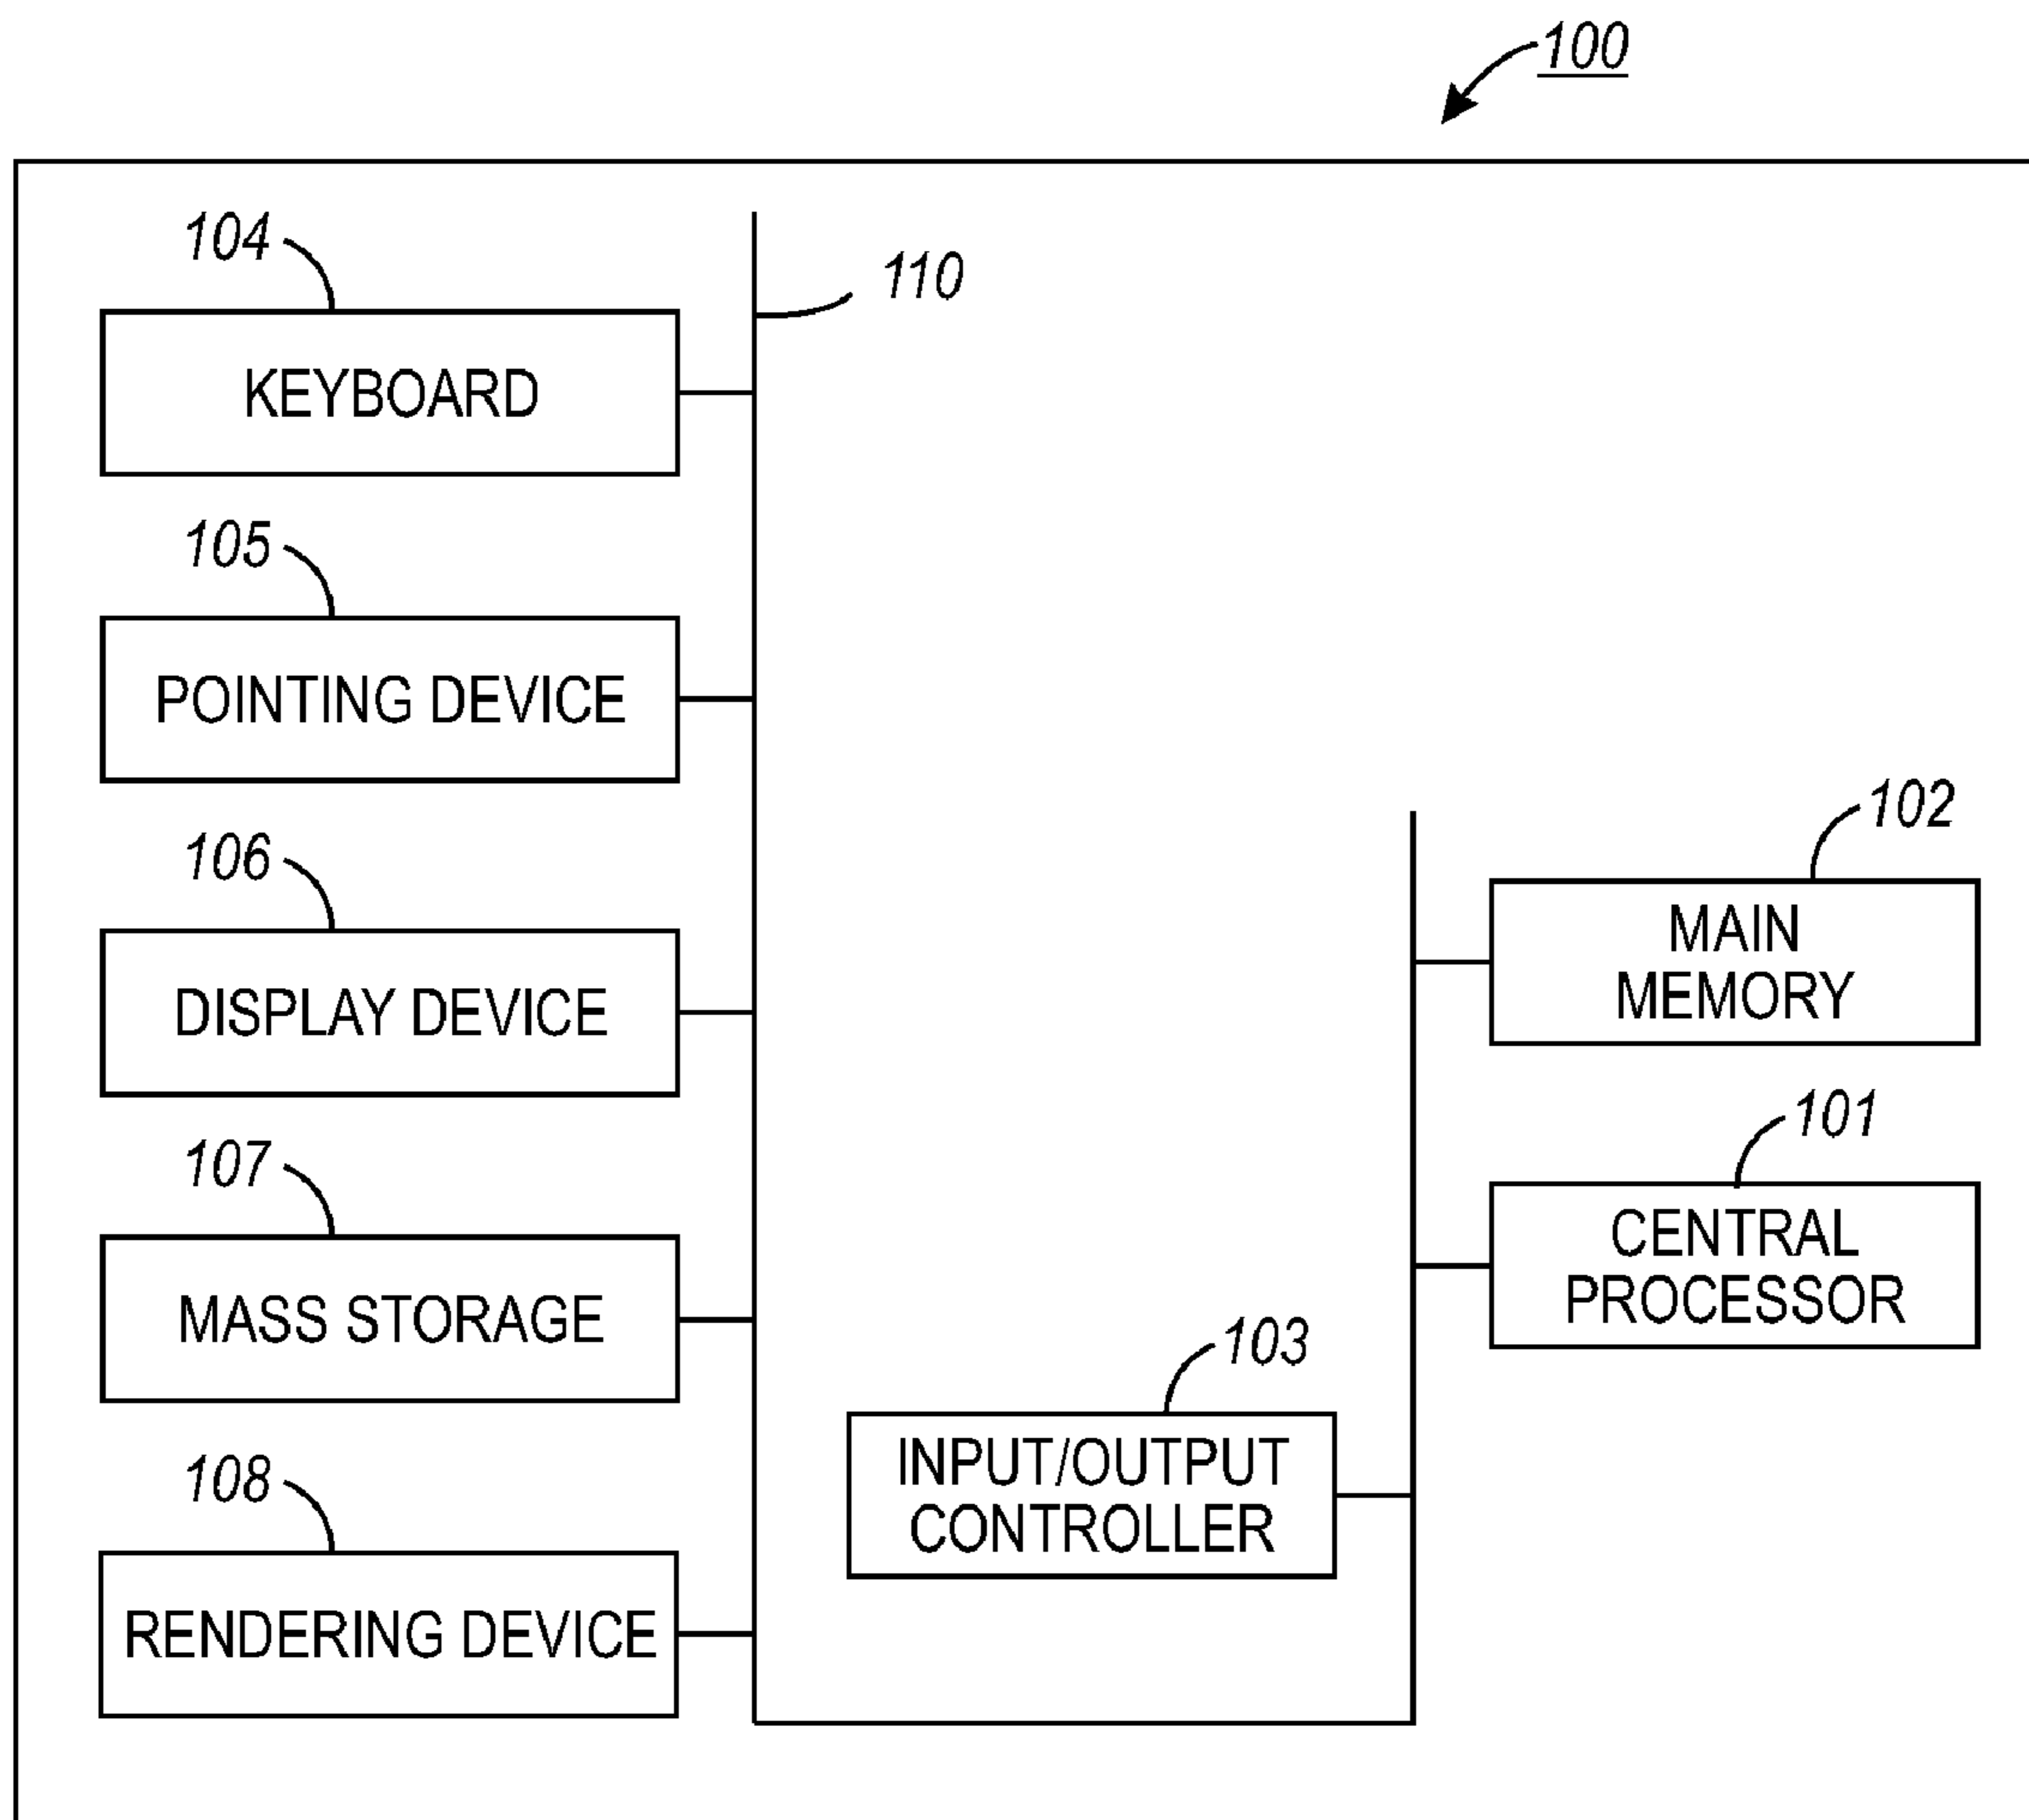 100
104
110
KEYBOARD
105
POINTING DEVICE
106
DISPLAY DEVICE
107
MASS STORAGE
108
RENDERING DEVICE
102
MAIN
MEMORY
101
CENTRAL
PROCESSOR
103
INPUT/OUTPUT
CONTROLLER